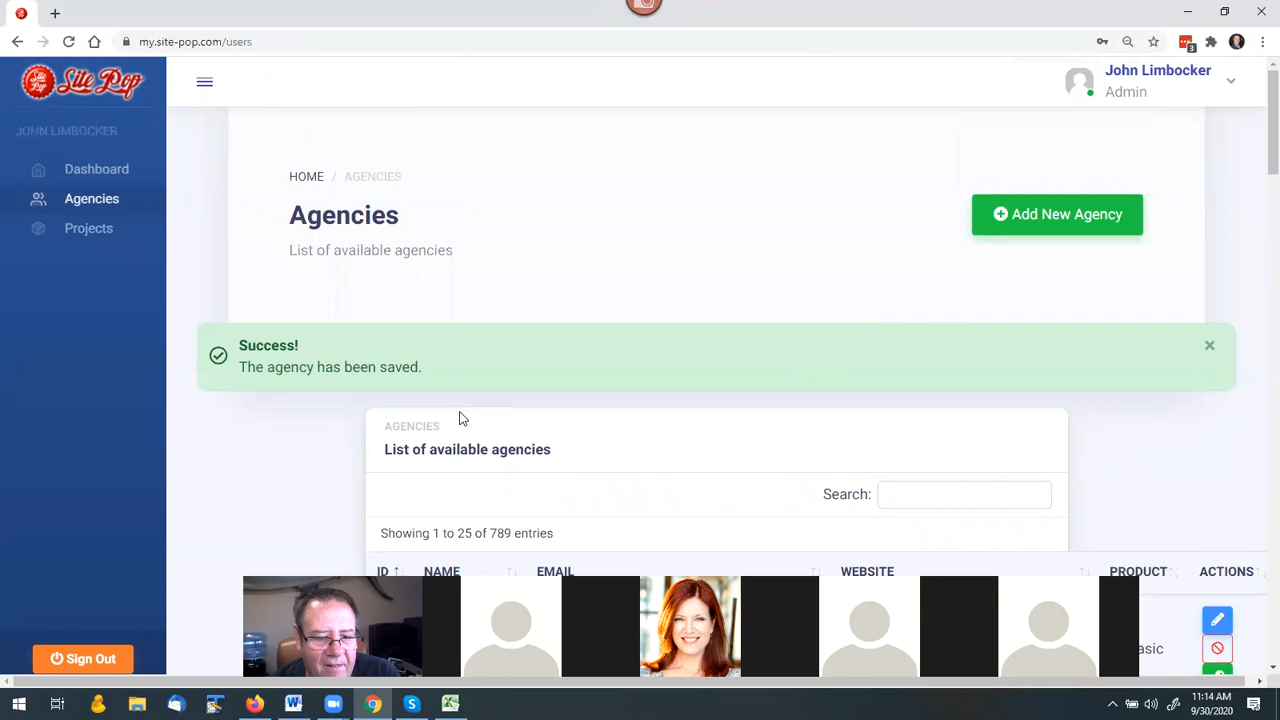 my.site-pop.com/users
3
Site Pop
Site Pop
John Limbocker
Admin
JOHN LIMBOCKER
Dashboard
Agencies
Projects
HOME / AGENCIES
Agencies
List of available agencies
Add New Agency
Success!
The agency has been saved.
AGENCIES
List of available agencies
Search:
Showing 1 to 25 of 789 entries
ID NAME EMAIL WEBSITE PRODUCT ACTIONS
Sign Out
11:14 AM
9/30/2020